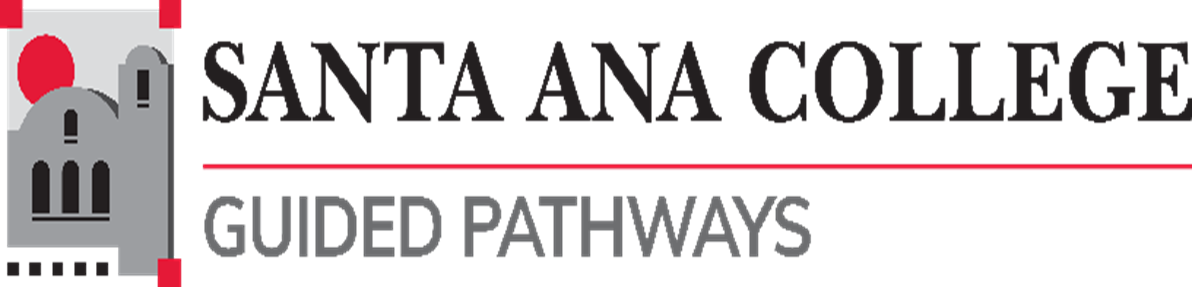 SANTA ANA COLLEGE
GUIDED PATHWAYS